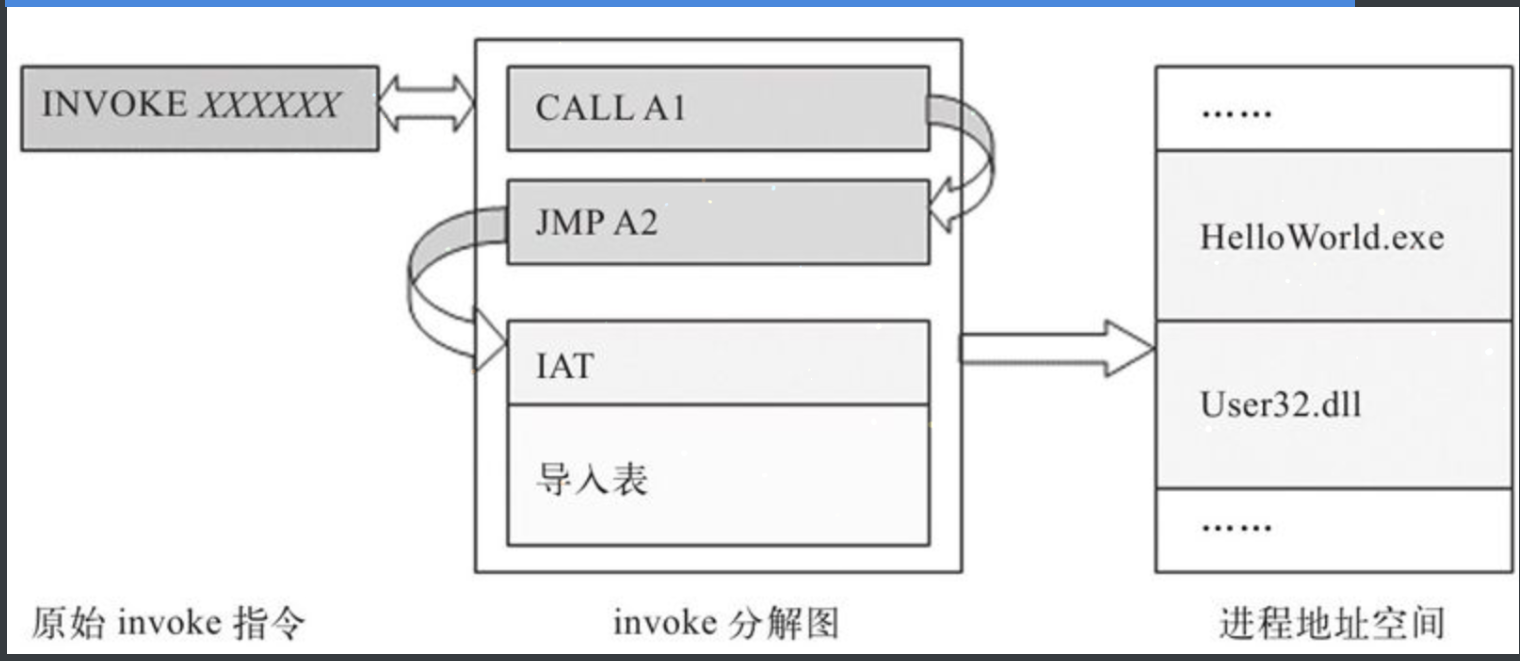 INVOKE XXXXXX
CALL A1
JMP A2
IAT
导入表
……
HelloWorld.exe
User32.dll
……
原始 invoke 指令
invoke 分解图
进程地址空间